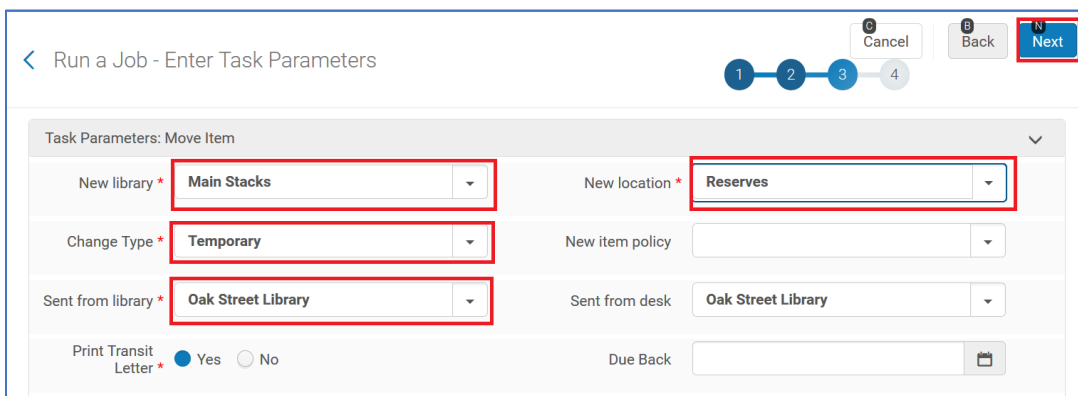 C
B
N
Cancel
Back
Next
Run a Job - Enter Task Parameters
1 2 3 4
Task Parameters: Move Item
New library * Main Stacks New location * Reserves
Change Type * Temporary New item policy
Sent from library * Oak Street Library Sent from desk Oak Street Library
Print Transit
Letter * Yes No Due Back